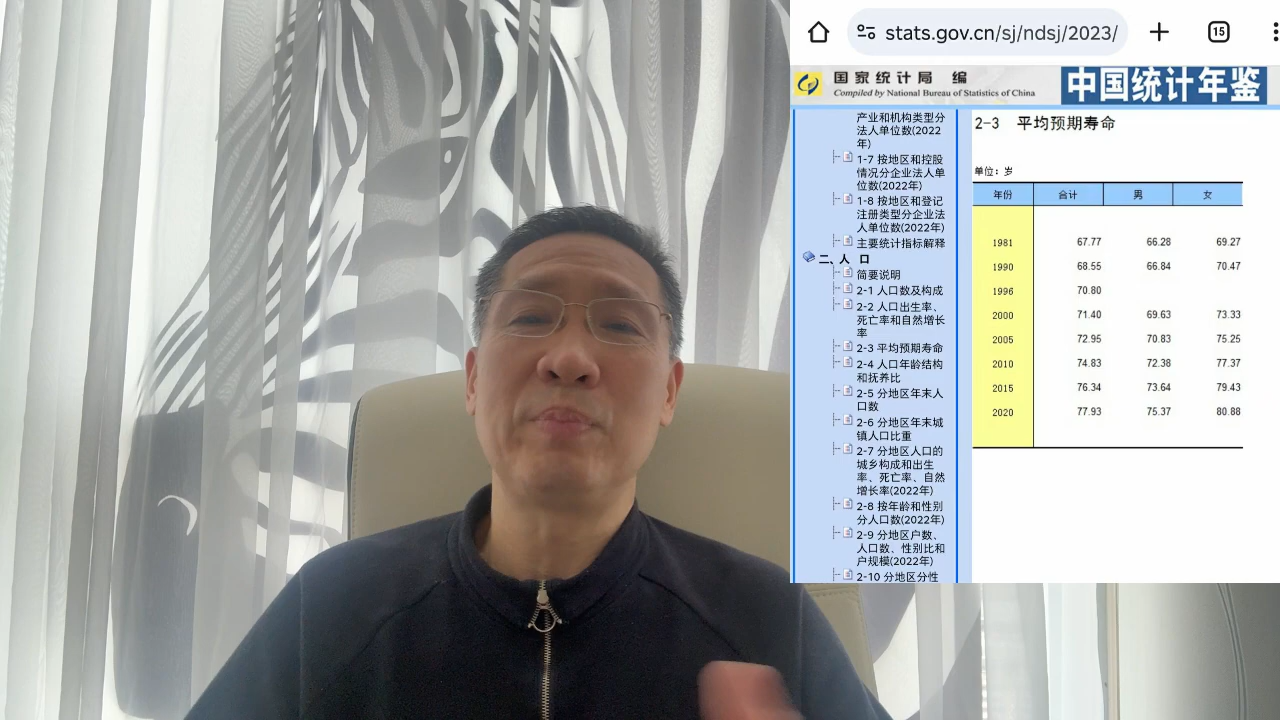 stats.gov.cn/sj/ndsj/2023/
15
国家统计局 编
Compiled by National Bureau of Statistics of China
中国统计年鉴
产业和机构类型分
法人单位数(2022
年)
1-7 按地区和控股
情况分企业法人单
位数(2022年)
1-8 按地区和登记
注册类型分企业法
人单位数(2022年)
主要统计指标解释
二、人 口
简要说明
2-1 人口数及构成
2-2 人口出生率、
死亡率和自然增长
率
2-3 平均预期寿命
2-4 人口年龄结构
和抚养比
2-5 分地区年末人
口数
2-6 分地区年末城
镇人口比重
2-7 分地区人口的
城乡构成和出生
率、死亡率、自然
增长率(2022年)
2-8 按年龄和性别
分人口数(2022年)
2-9 分地区户数、
人口数、性别比和
户规模(2022年)
2-10 分地区分性
2-3 平均预期寿命
单位：岁
年份 合计 男 女
1981 67.77 66.28 69.27
1990 68.55 66.84 70.47
1996 70.80
2000 71.40 69.63 73.33
2005 72.95 70.83 75.25
2010 74.83 72.38 77.37
2015 76.34 73.64 79.43
2020 77.93 75.37 80.88